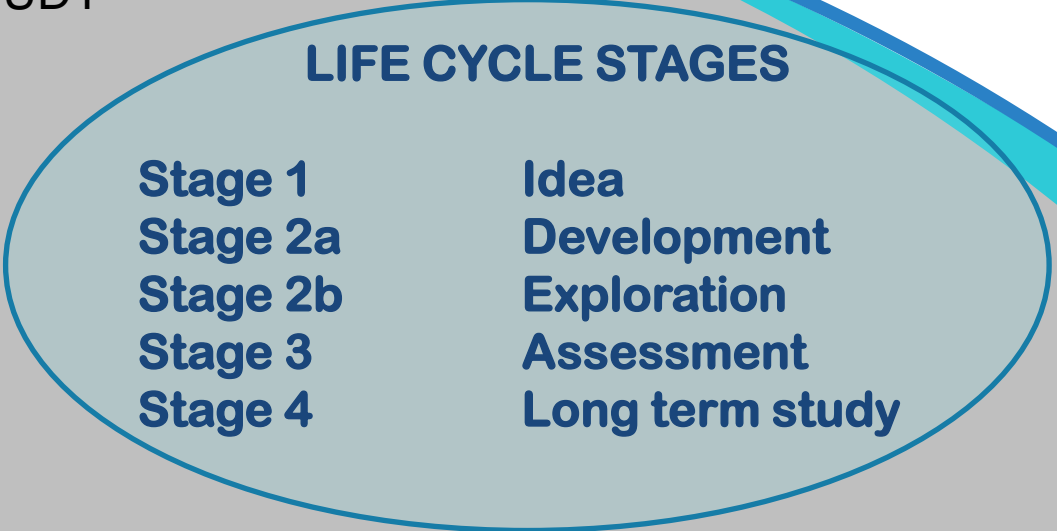 LIFE CYCLE STAGES
Stage 1 Idea
Stage 2a Development
Stage 2b Exploration
Stage 3 Assessment
Stage 4 Long term study